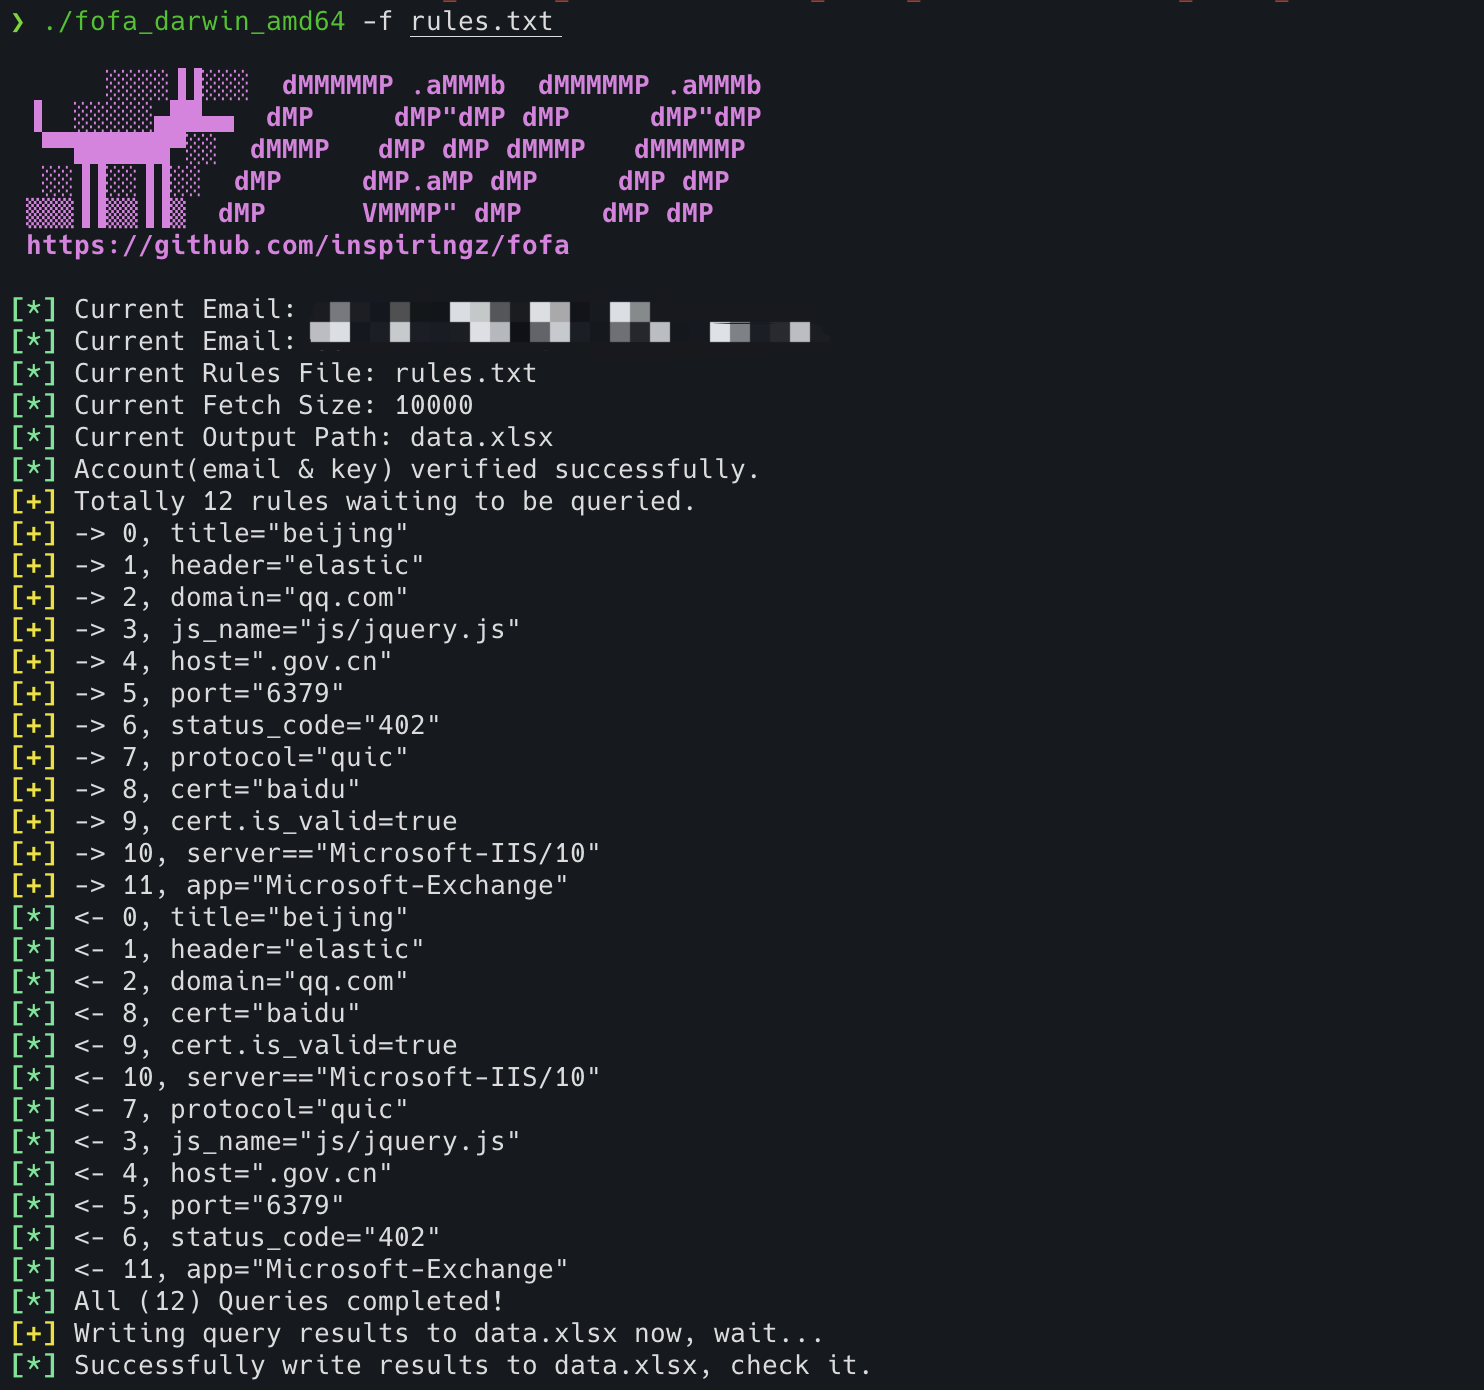 ❯ ./fofa_darwin_amd64 -f rules.txt
dMMMMMP .aMMMb  dMMMMMP .aMMMb
dMP     dMP"dMP dMP     dMP"dMP
dMMMP   dMP dMP dMMMP   dMMMMMP
dMP     dMP.aMP dMP     dMP dMP
dMP      VMMMP" dMP     dMP dMP
https://github.com/inspiringz/fofa
[*] Current Email:
[*] Current Email:
[*] Current Rules File: rules.txt
[*] Current Fetch Size: 10000
[*] Current Output Path: data.xlsx
[*] Account(email & key) verified successfully.
[+] Totally 12 rules waiting to be queried.
[+] -> 0, title="beijing"
[+] -> 1, header="elastic"
[+] -> 2, domain="qq.com"
[+] -> 3, js_name="js/jquery.js"
[+] -> 4, host=".gov.cn"
[+] -> 5, port="6379"
[+] -> 6, status_code="402"
[+] -> 7, protocol="quic"
[+] -> 8, cert="baidu"
[+] -> 9, cert.is_valid=true
[+] -> 10, server=="Microsoft-IIS/10"
[+] -> 11, app="Microsoft-Exchange"
[*] <- 0, title="beijing"
[*] <- 1, header="elastic"
[*] <- 2, domain="qq.com"
[*] <- 8, cert="baidu"
[*] <- 9, cert.is_valid=true
[*] <- 10, server=="Microsoft-IIS/10"
[*] <- 7, protocol="quic"
[*] <- 3, js_name="js/jquery.js"
[*] <- 4, host=".gov.cn"
[*] <- 5, port="6379"
[*] <- 6, status_code="402"
[*] <- 11, app="Microsoft-Exchange"
[*] All (12) Queries completed!
[+] Writing query results to data.xlsx now, wait...
[*] Successfully write results to data.xlsx, check it.